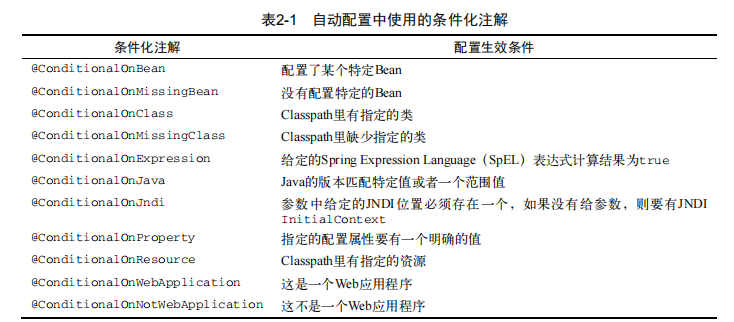 表2-1 自动配置中使用的条件化注解
条件化注解 配置生效条件
@ConditionalOnBean 配置了某个特定Bean
@ConditionalOnMissingBean 没有配置特定的Bean
@ConditionalOnClass Classpath里有指定的类
@ConditionalOnMissingClass Classpath里缺少指定的类
@ConditionalOnExpression 给定的Spring Expression Language（SpEL）表达式计算结果为true
@ConditionalOnJava Java的版本匹配特定值或者一个范围值
@ConditionalOnJndi 参数中给定的JNDI位置必须存在一个，如果没有给参数，则要有JNDI
InitialContext
@ConditionalOnProperty 指定的配置属性要有一个明确的值
@ConditionalOnResource Classpath里有指定的资源
@ConditionalOnWebApplication 这是一个Web应用程序
@ConditionalOnNotWebApplication 这不是一个Web应用程序